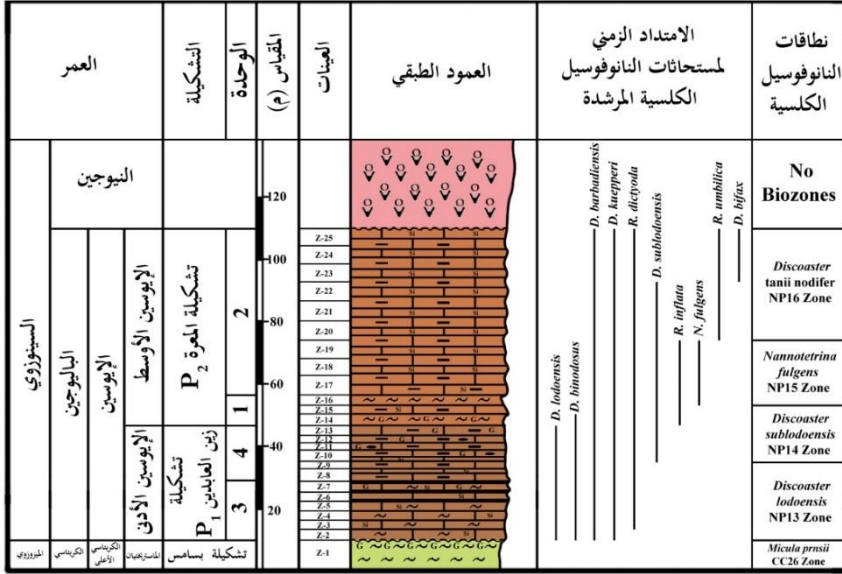 العمر
التشكيلة
الوحدة
المقياس (م)
العينات
العمود الطبقي
الامتداد الزمني
لمستحاثات النانوفوسيل
الكلسية المرشدة
نطاقات
النانوفوسيل
الكلسية
السينوزوي
الميزوزوي
النيوجين
الباليوجين
الكريتاسي
الإيوسين
الكريتاسي
الأعلى
الإيوسين الأوسط
الإيوسين الأدنى
الماستريختيان
تشكيلة المعرة P2
تشكيلة
زين العابدين P1
تشكيلة بسامس
2
1
4
3
120
100
80
60
40
20
Z-25
Z-24
Z-23
Z-22
Z-21
Z-20
Z-19
Z-18
Z-17
Z-16
Z-15
Z-14
Z-13
Z-12
Z-11
Z-10
Z-9
Z-8
Z-7
Z-6
Z-5
Z-4
Z-3
Z-2
Z-1
D. lodoensis
D. binodosus
D. barbadiensis
D. kuepperi
R. dictyoda
D. sublodoensis
R. inflata
N. fulgens
R. umbilica
D. bifax
No
Biozones
Discoaster
tanii nodifer
NP16 Zone
Nannotetrina
fulgens
NP15 Zone
Discoaster
sublodoensis
NP14 Zone
Discoaster
lodoensis
NP13 Zone
Micula prnsii
CC26 Zone